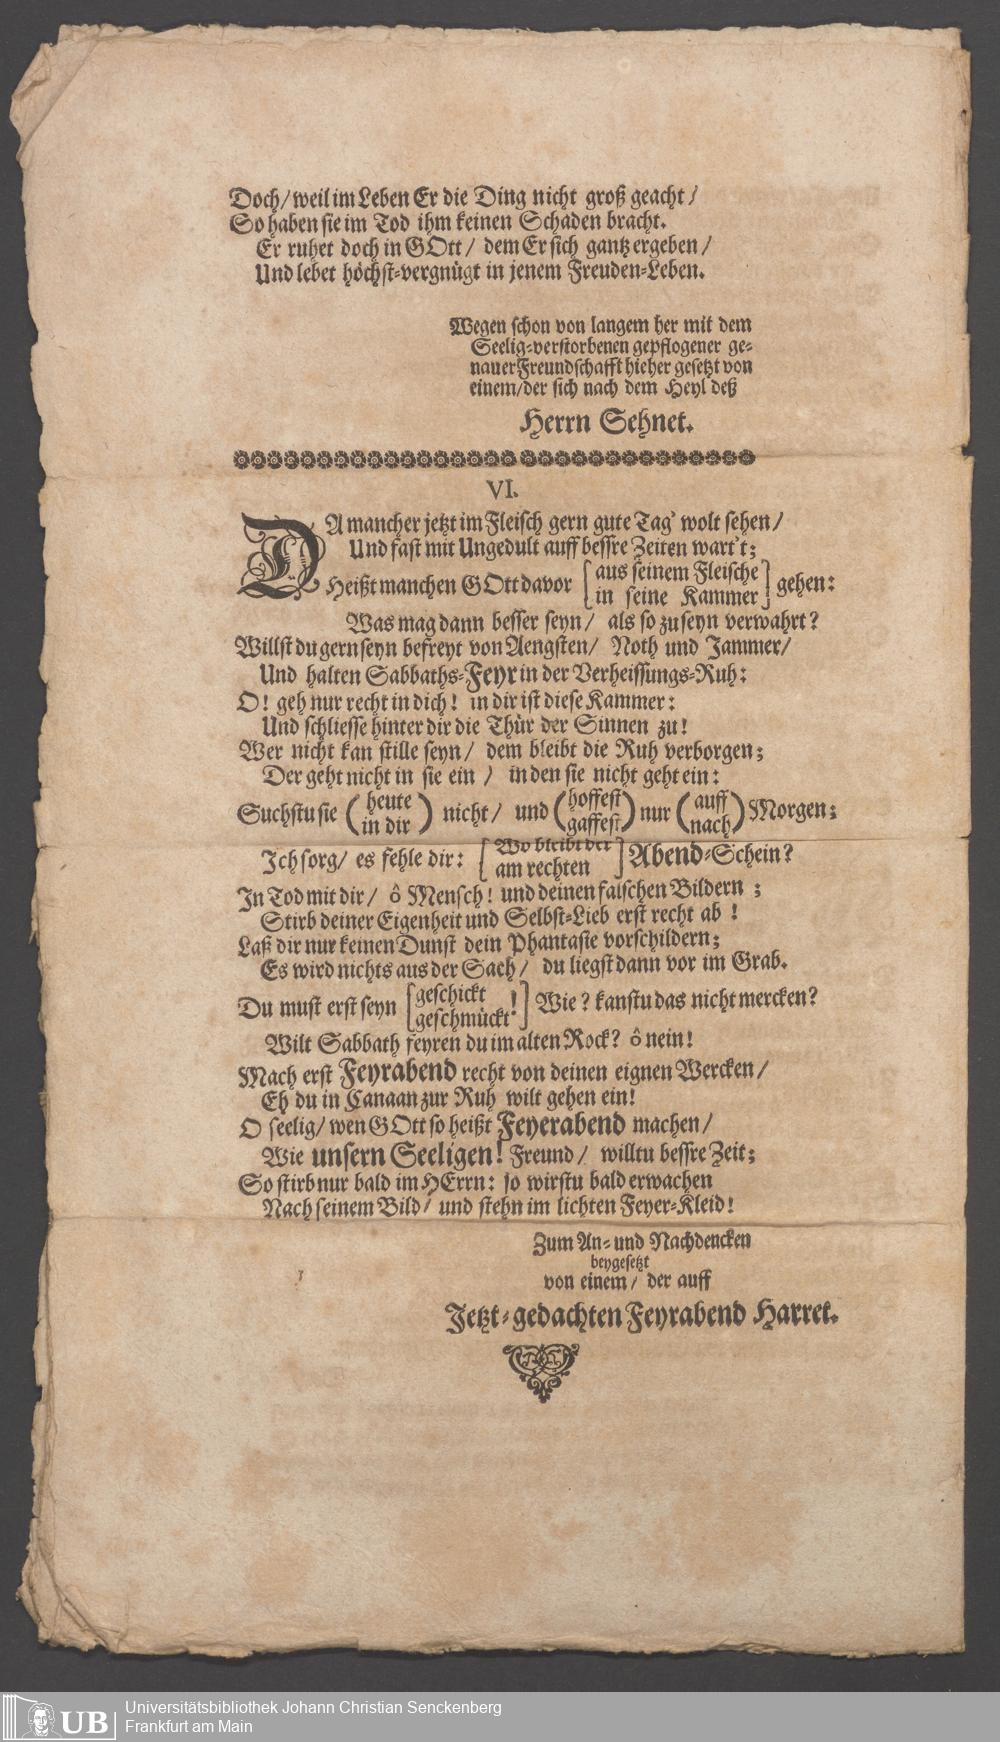 Doch/ weil im Leben Er die Ding nicht groß geacht/
So haben sie im Tod ihm keinen Schaden bracht.
Er ruhet doch in GOtt/ dem Er sich gantz ergeben/
Und lebet höchst-vergnügt in jenem Freuden-Leben.
Wegen schon von langem her mit dem
Seelig-verstorbenen gepflogener ge-
nauer Freundschafft hieher gesetzt von
einem/ der sich nach dem Heyl deß
Herrn Sehnet.
VI.
DA mancher jetzt im Fleisch gern gute Tag' wolt sehen/
Und fast mit Ungedult auff bessre Zeiten wart't;
Heißt manchen GOtt davor [aus seinem Fleische / in seine Kammer] gehen:
Was mag dann besser seyn/ als so zu seyn verwahrt?
Willst du gern seyn befreyt von Aengsten/ Noth und Jammer/
Und halten Sabbaths-Feyr in der Verheissungs-Ruh:
O! geh nur recht in dich! in dir ist diese Kammer:
Und schliesse hinter dir die Thür der Sinnen zu!
Wer nicht kan stille seyn/ dem bleibt die Ruh verborgen;
Der geht nicht in sie ein/ in den sie nicht geht ein:
Suchstu sie (heute / in dir) nicht/ und (hoffest / gaffest) nur (auff / nach) Morgen;
Ich sorg/ es fehle dir: [Wo bleibt der / am rechten] Abend-Schein?
In Tod mit dir/ ô Mensch! und deinen falschen Bildern;
Stirb deiner Eigenheit und Selbst-Lieb erst recht ab!
Laß dir nur keinen Dunst dein Phantasie vorschildern;
Es wird nichts aus der Sach/ du liegst dann vor im Grab.
Du must erst seyn [geschickt / geschmückt!] Wie? kanstu das nicht mercken?
Wilt Sabbath feyren du im alten Rock? ô nein!
Mach erst Feyrabend recht von deinen eignen Wercken/
Eh du in Canaan zur Ruh wilt gehen ein!
O seelig/ wen GOtt so heißt Feyerabend machen/
Wie unsern Seeligen! Freund/ willtu bessre Zeit;
So stirb nur bald im HErrn: so wirstu bald erwachen
Nach seinem Bild/ und stehn im lichten Feyer-Kleid!
Zum An- und Nachdencken
beygesetzt
von einem/ der auff
Jetzt-gedachten Feyrabend Harret.
UB
Universitätsbibliothek Johann Christian Senckenberg
Frankfurt am Main